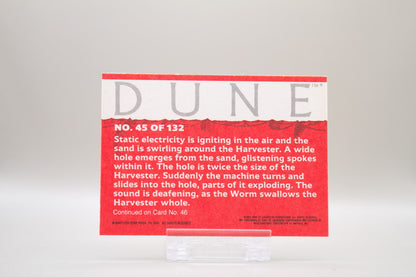 DUNE
NO. 45 OF 132
Static electricity is igniting in the air and the
sand is swirling around the Harvester. A wide
hole emerges from the sand, glistening spokes
within it. The hole is twice the size of the
Harvester. Suddenly the machine turns and
slides into the hole, parts of it exploding. The
sound is deafening, as the Worm swallows the
Harvester whole.
Continued on Card No. 46